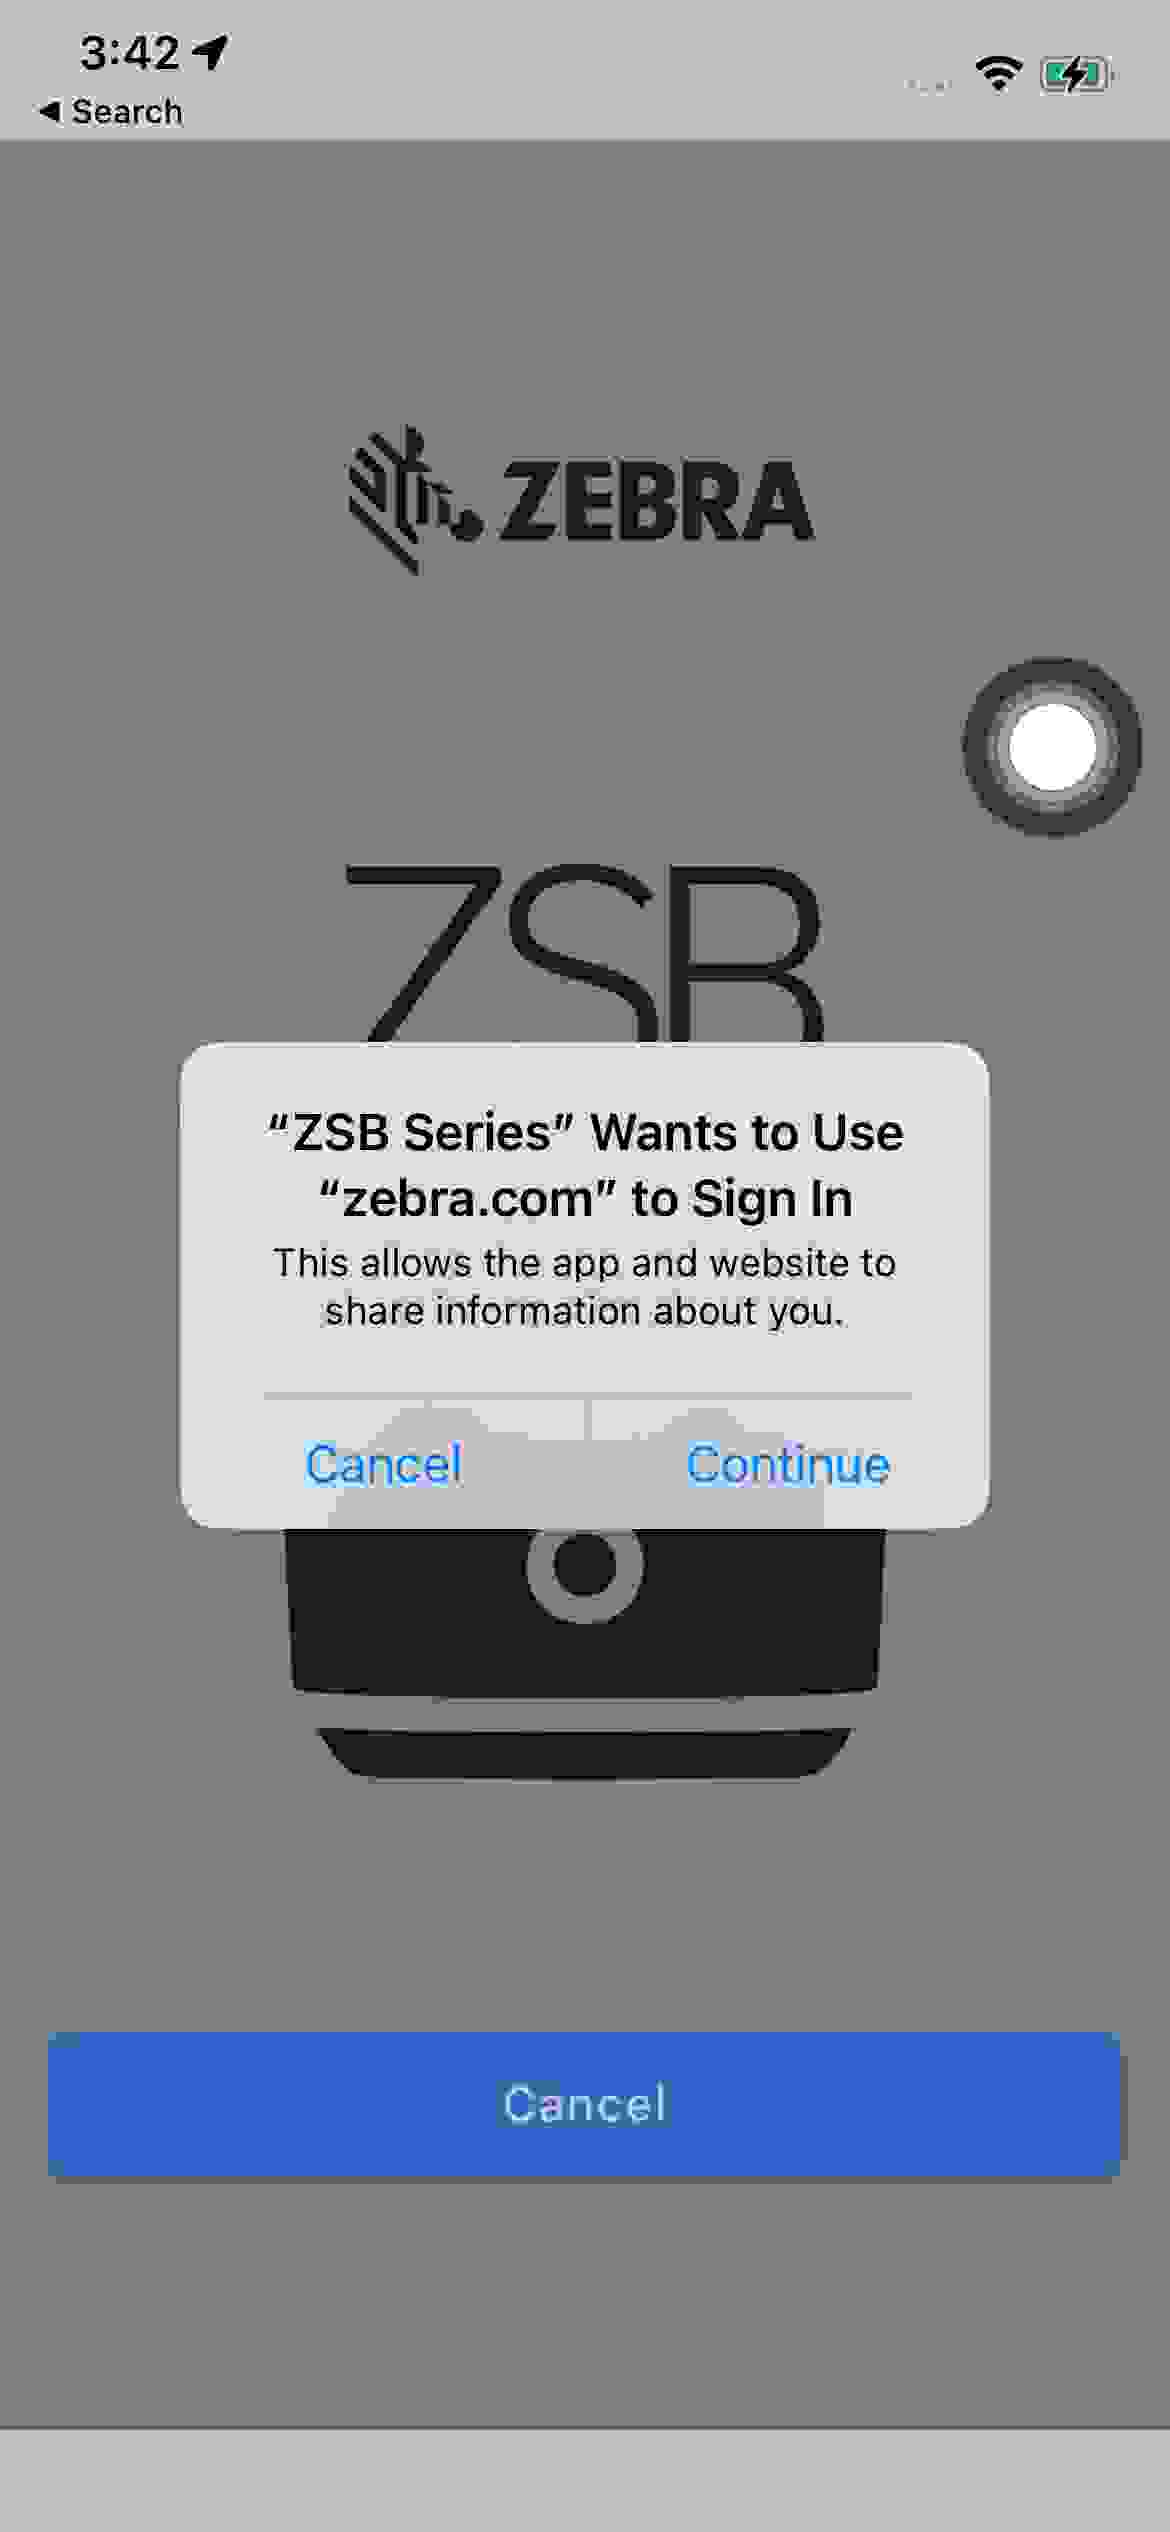 3:42
◀ Search
ZEBRA
ZSB
“ZSB Series” Wants to Use
“zebra.com” to Sign In
This allows the app and website to
share information about you.
Cancel
Continue
Cancel